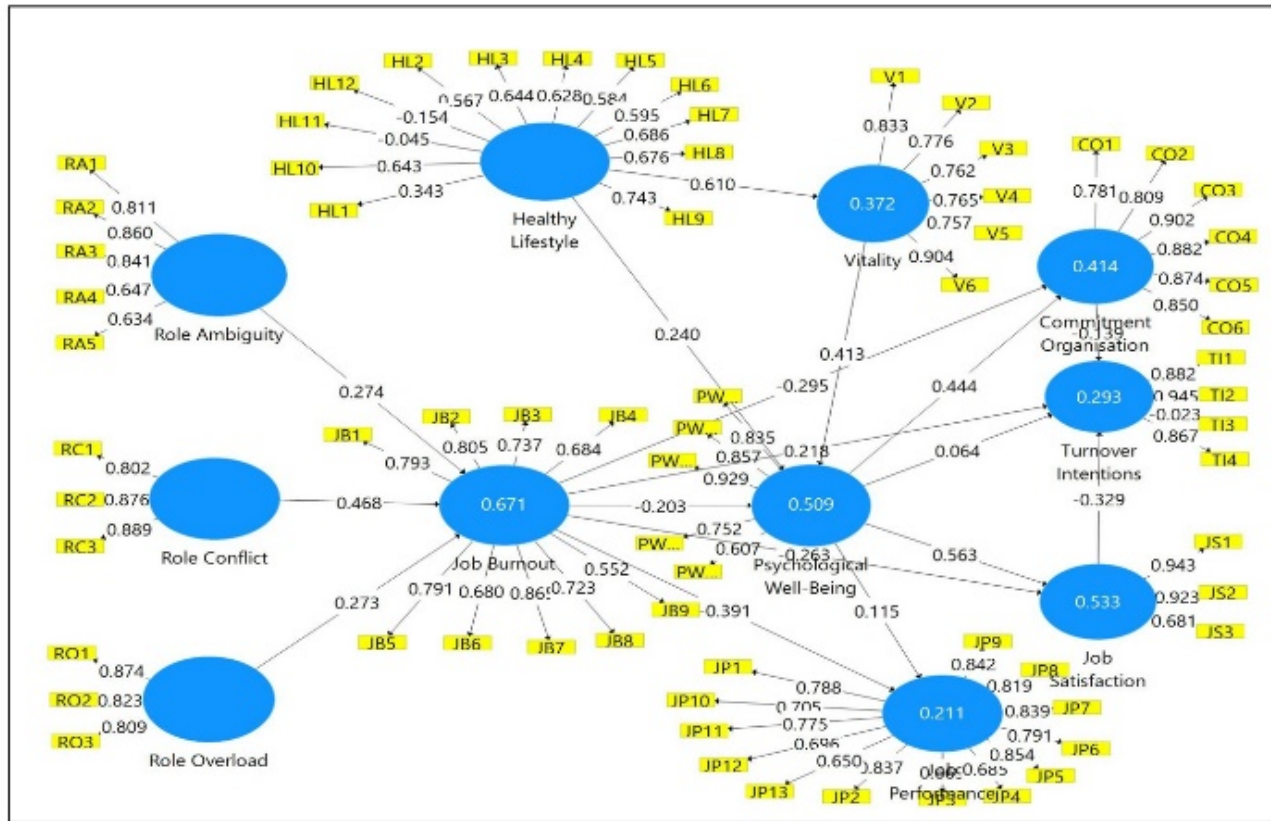 HL2
HL3
HL4
HL5
HL12
HL6
HL11
HL7
HL10
HL8
HL1
HL9
0.567
0.644
0.628
0.584
-0.154
0.595
-0.045
0.686
0.643
0.676
0.343
0.743
Healthy
Lifestyle
0.610
0.240
V1
V2
V3
V4
V5
V6
0.833
0.776
0.762
0.765
0.757
0.904
0.372
Vitality
0.413
CO1
CO2
CO3
CO4
CO5
CO6
0.781
0.809
0.902
0.882
0.874
0.850
0.414
Commitment
Organisation
-0.139
RA1
RA2
RA3
RA4
RA5
0.811
0.860
0.841
0.647
0.634
Role Ambiguity
0.274
RC1
RC2
RC3
0.802
0.876
0.889
Role Conflict
0.468
RO1
RO2
RO3
0.874
0.823
0.809
Role Overload
0.273
JB1
JB2
JB3
JB4
0.793
0.805
0.737
0.684
0.671
Job Burnout
0.791
0.680
0.723
0.552
JB5
JB6
JB7
JB8
JB9
-0.295
0.218
-0.203
-0.263
-0.391
PW...
PW...
PW...
PW...
PW...
0.835
0.857
0.929
0.752
0.607
0.509
Psychological
Well-Being
0.444
0.064
0.563
0.115
TI1
TI2
TI3
TI4
0.882
0.945
-0.023
0.867
0.293
Turnover
Intentions
-0.329
JS1
JS2
JS3
0.943
0.923
0.681
0.533
Job
Satisfaction
JP9
JP8
JP7
JP6
JP5
JP4
JP3
JP2
JP13
JP12
JP11
JP10
JP1
0.842
0.819
0.839
0.791
0.854
0.685
0.837
0.650
0.696
0.775
0.705
0.788
0.211
Job
Performance